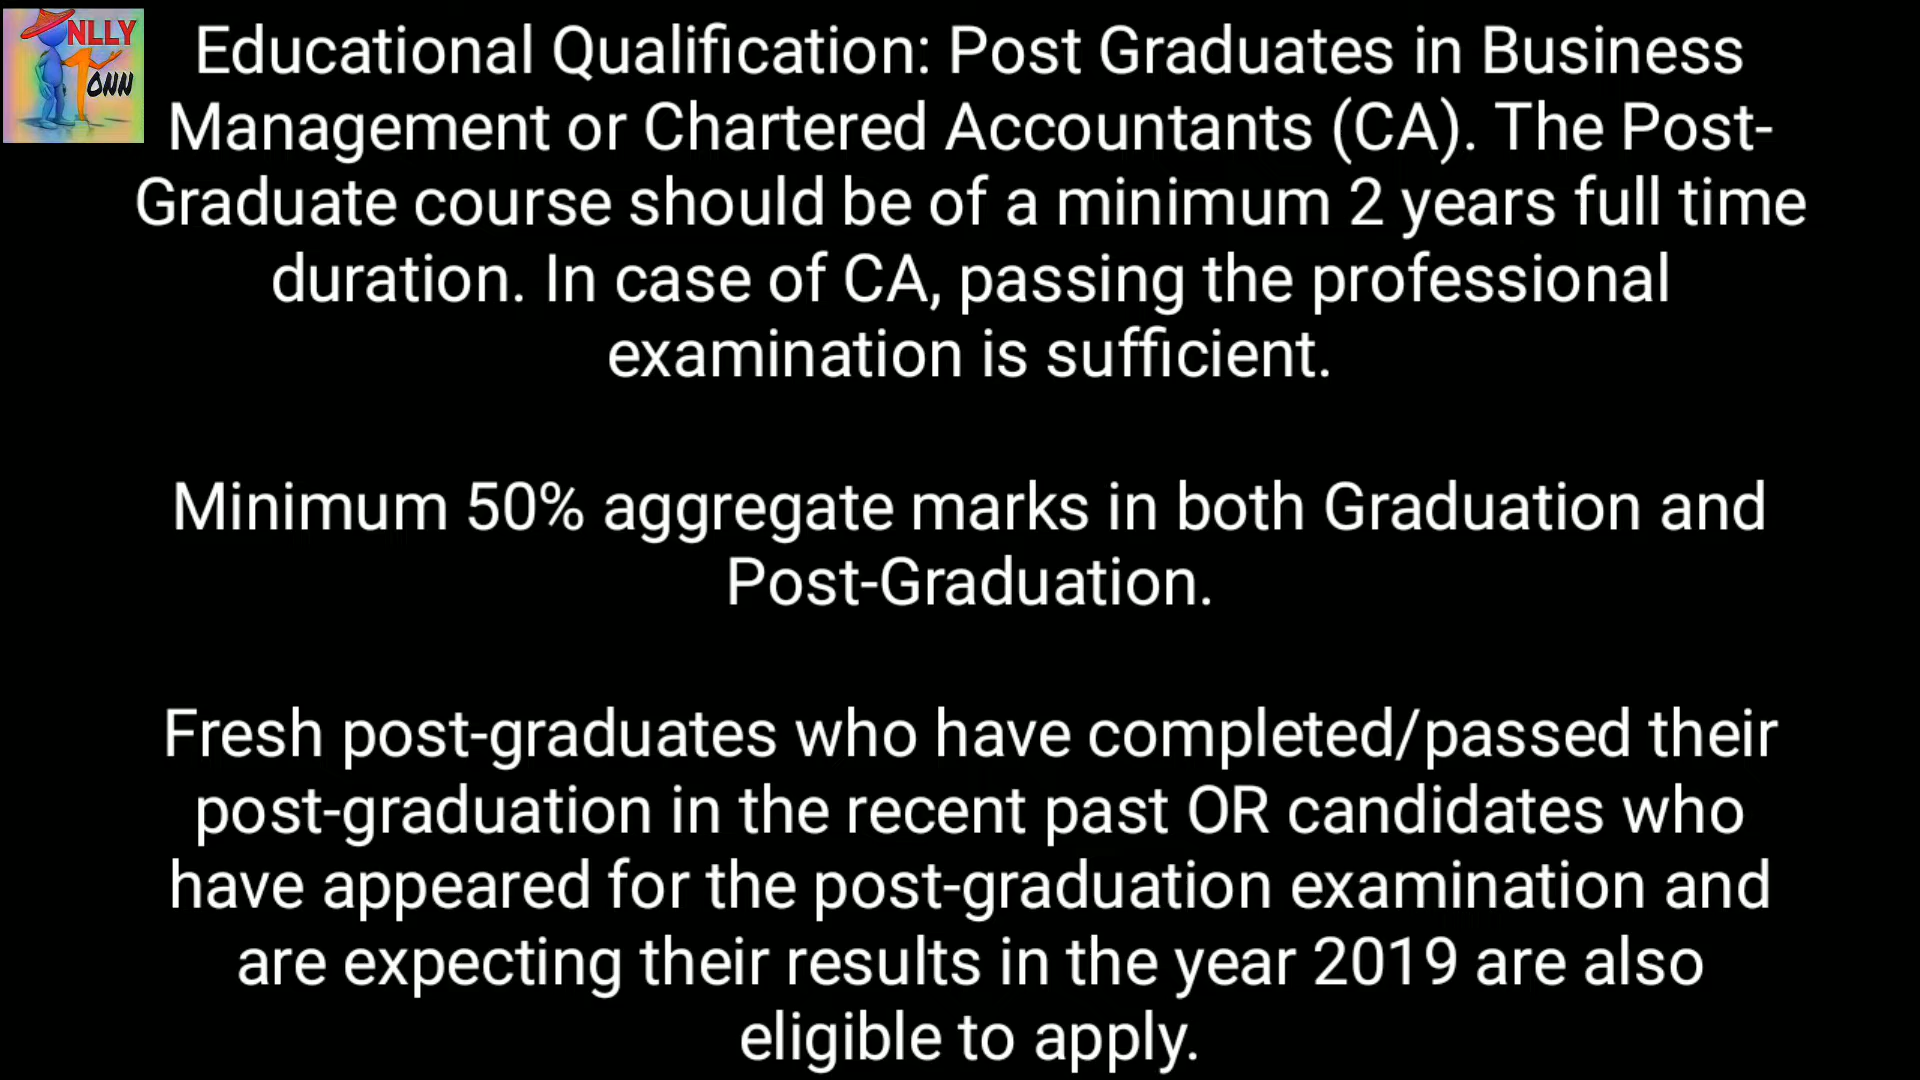 NLLY
1
ONN
Educational Qualification: Post Graduates in Business
Management or Chartered Accountants (CA). The Post-
Graduate course should be of a minimum 2 years full time
duration. In case of CA, passing the professional
examination is sufficient.
Minimum 50% aggregate marks in both Graduation and
Post-Graduation.
Fresh post-graduates who have completed/passed their
post-graduation in the recent past OR candidates who
have appeared for the post-graduation examination and
are expecting their results in the year 2019 are also
eligible to apply.